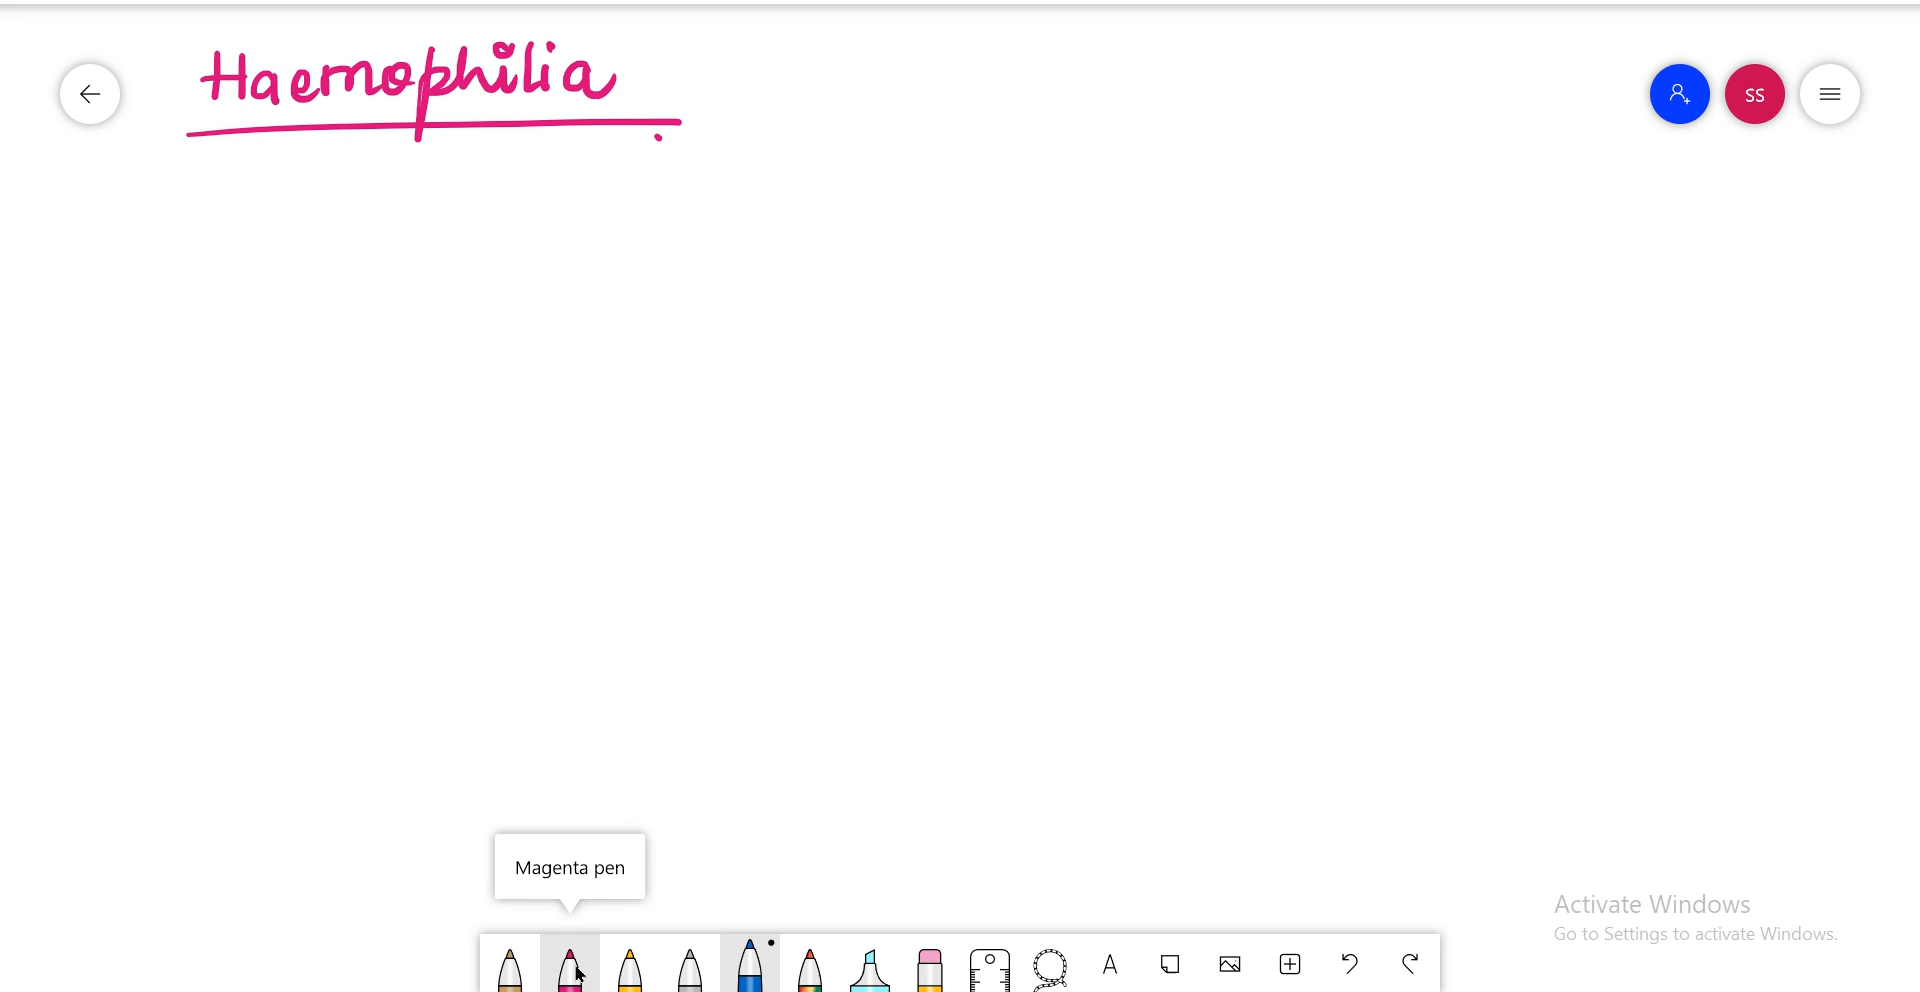 Haemophilia
SS
Magenta pen
Activate Windows
Go to Settings to activate Windows.
A